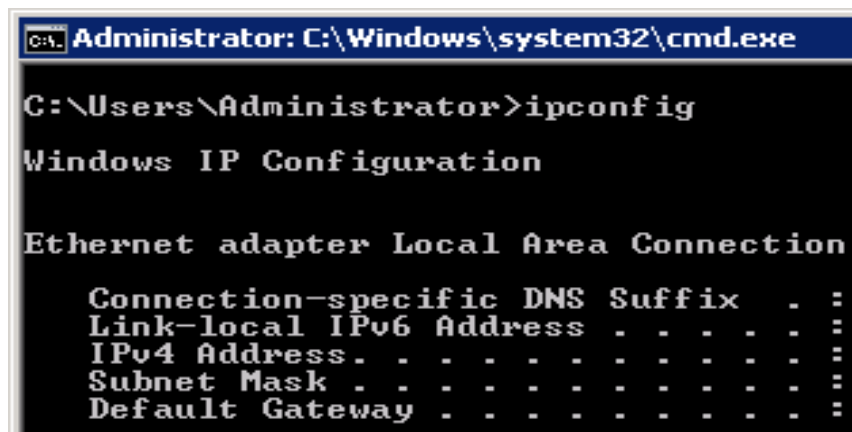 Administrator: C:\Windows\system32\cmd.exe
C:\Users\Administrator>ipconfig
Windows IP Configuration
Ethernet adapter Local Area Connection
Connection-specific DNS Suffix . :
Link-local IPv6 Address . . . . . :
IPv4 Address. . . . . . . . . . . :
Subnet Mask . . . . . . . . . . . :
Default Gateway . . . . . . . . . :